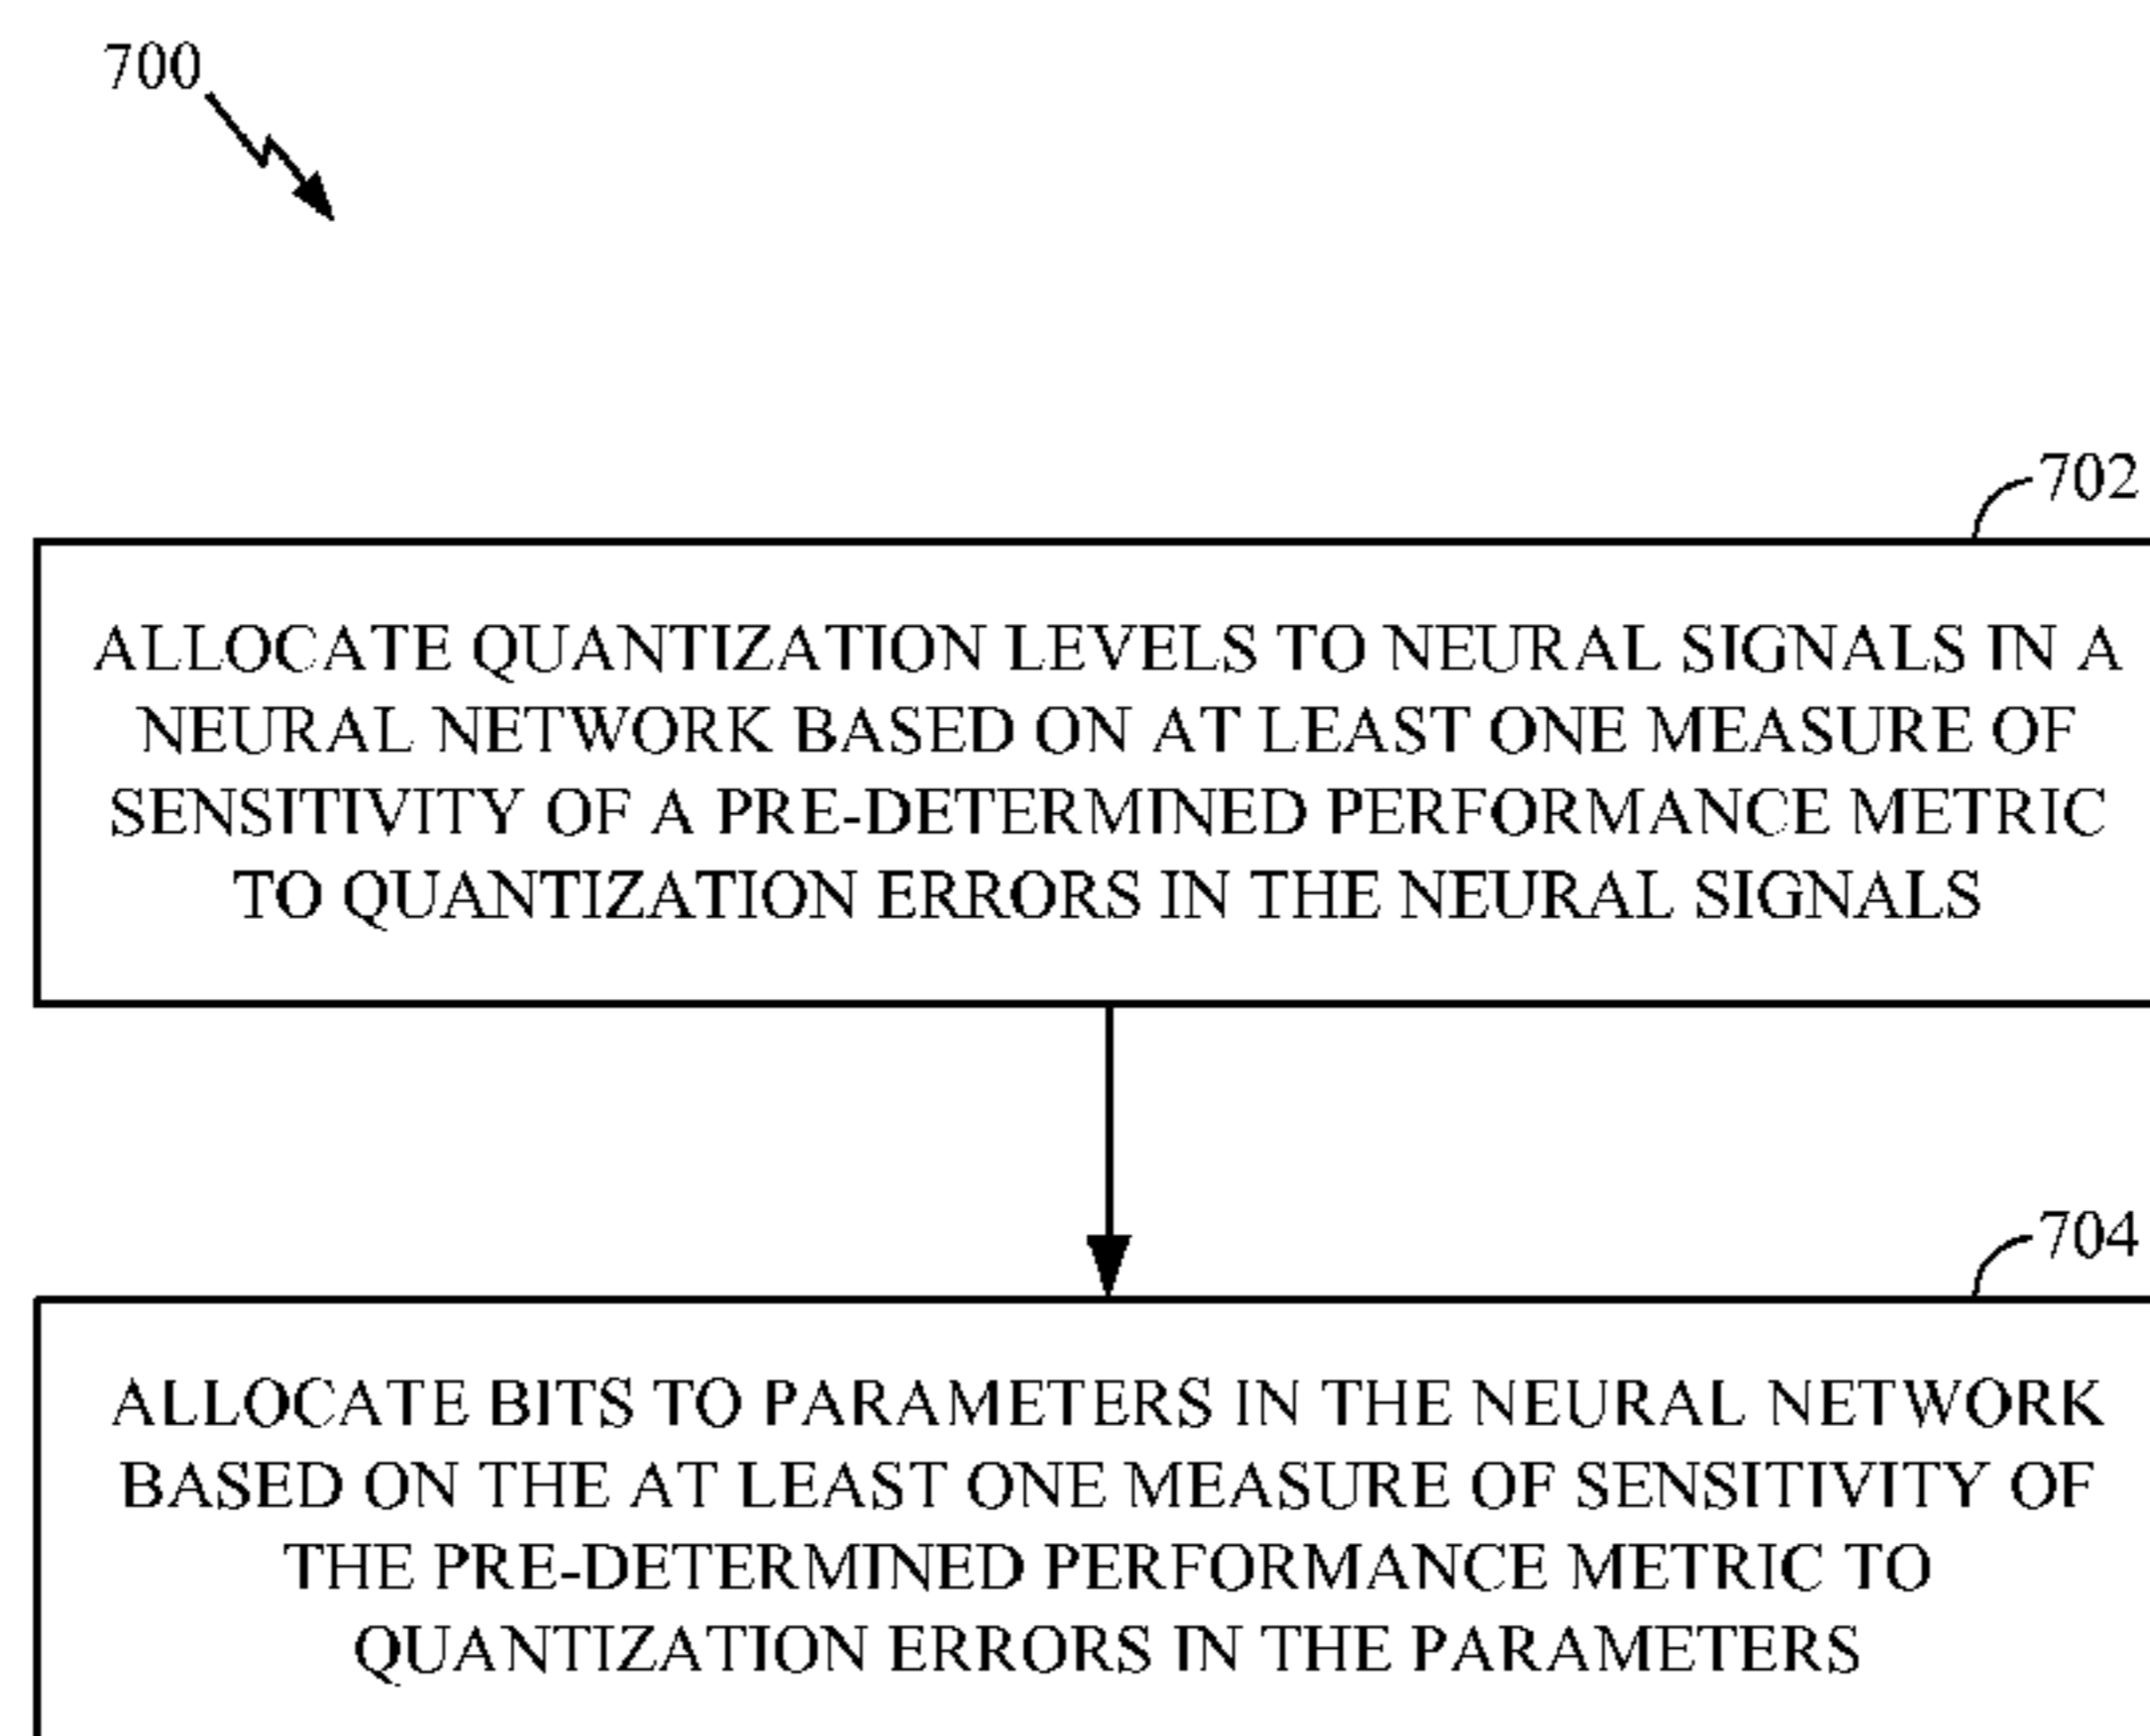 700
702
ALLOCATE QUANTIZATION LEVELS TO NEURAL SIGNALS IN A
NEURAL NETWORK BASED ON AT LEAST ONE MEASURE OF
SENSITIVITY OF A PRE-DETERMINED PERFORMANCE METRIC
TO QUANTIZATION ERRORS IN THE NEURAL SIGNALS
704
ALLOCATE BITS TO PARAMETERS IN THE NEURAL NETWORK
BASED ON THE AT LEAST ONE MEASURE OF SENSITIVITY OF
THE PRE-DETERMINED PERFORMANCE METRIC TO
QUANTIZATION ERRORS IN THE PARAMETERS